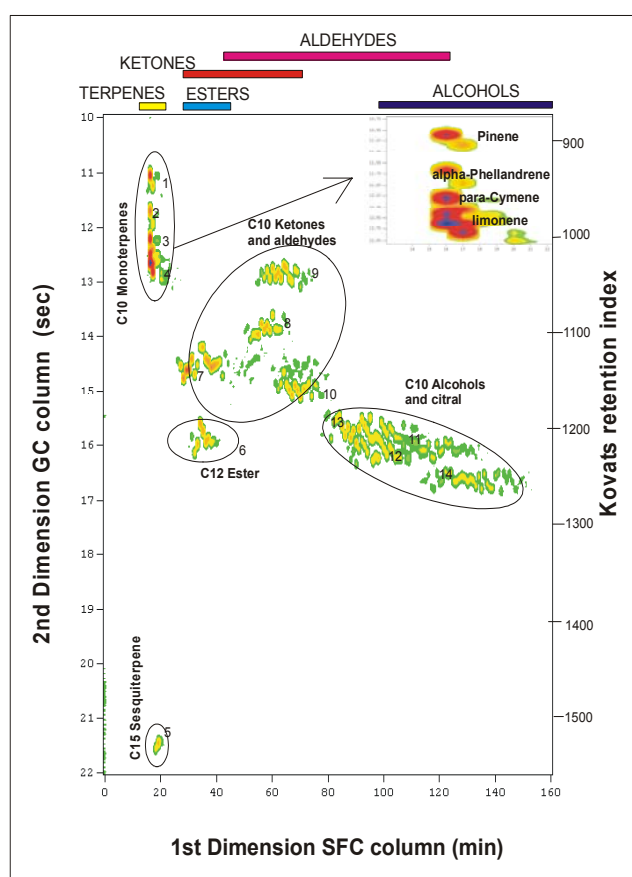 ALDEHYDES
KETONES
TERPENES
ESTERS
ALCOHOLS
10
11
12
13
14
15
16
17
18
19
20
21
22
2nd Dimension GC column (sec)
900
1000
1100
1200
1300
1400
1500
Kovats retention index
Pinene
alpha-Phellandrene
para-Cymene
limonene
C10 Monoterpenes
1
2
3
4
C10 Ketones
and aldehydes
9
8
7
10
C10 Alcohols
and citral
13
11
12
14
6
C12 Ester
C15 Sesquiterpene
5
0
20
40
60
80
100
120
140
160
1st Dimension SFC column (min)